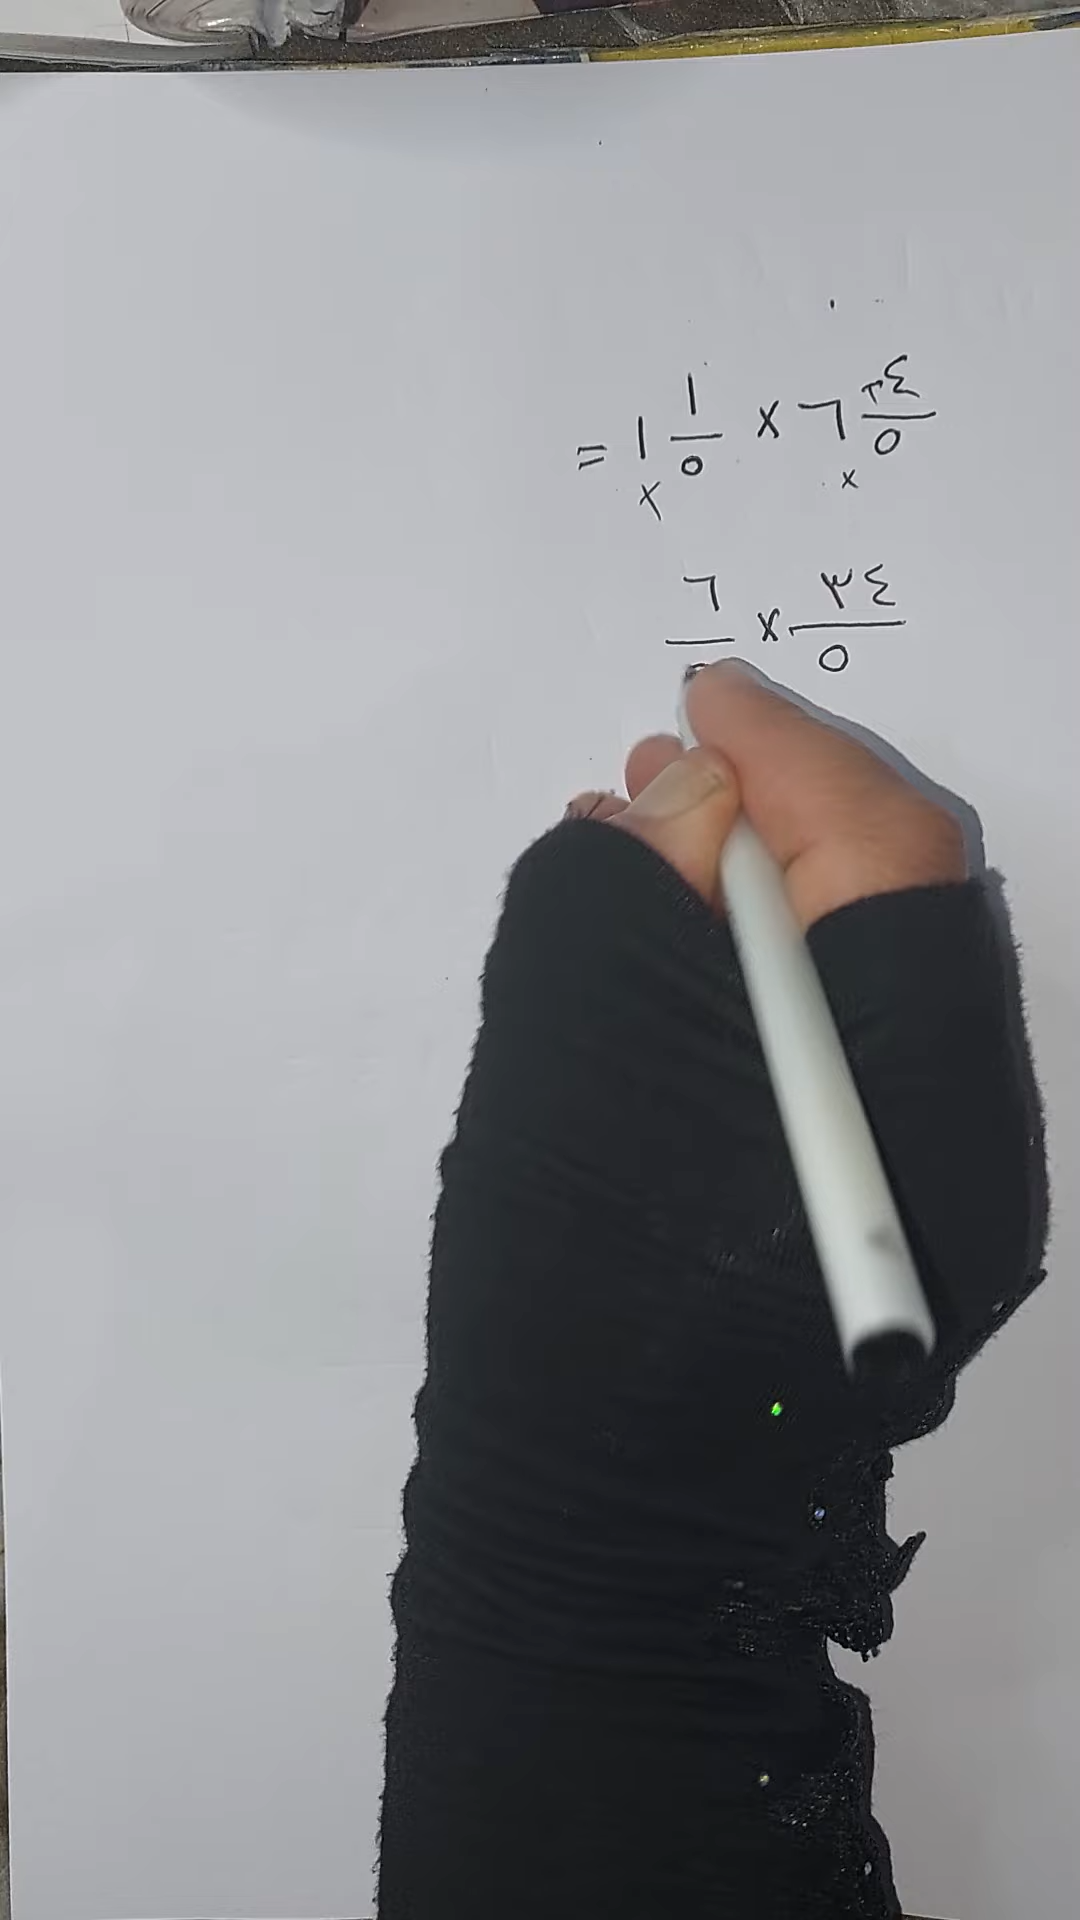 ٦ +٤/٥ × ١ ١/٥ =
× ×
٣٤/٥ × ٦/